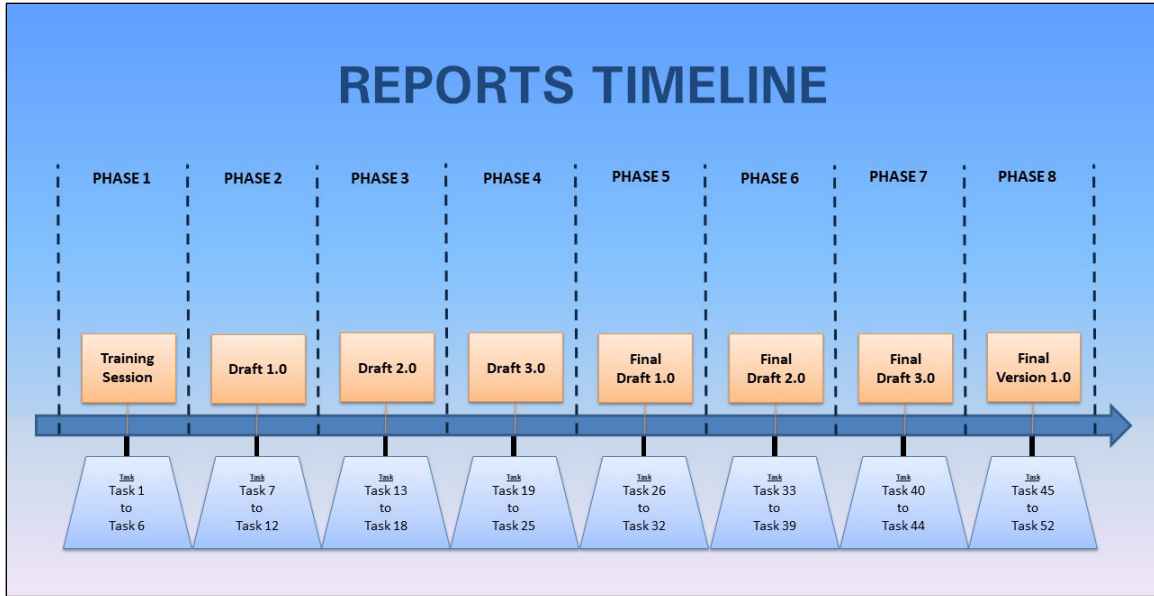 REPORTS TIMELINE
PHASE 1
PHASE 2
PHASE 3
PHASE 4
PHASE 5
PHASE 6
PHASE 7
PHASE 8
Training
Session
Draft 1.0
Draft 2.0
Draft 3.0
Final
Draft 1.0
Final
Draft 2.0
Final
Draft 3.0
Final
Version 1.0
Task
Task 1
to
Task 6
Task
Task 7
to
Task 12
Task
Task 13
to
Task 18
Task
Task 19
to
Task 25
Task
Task 26
to
Task 32
Task
Task 33
to
Task 39
Task
Task 40
to
Task 44
Task
Task 45
to
Task 52